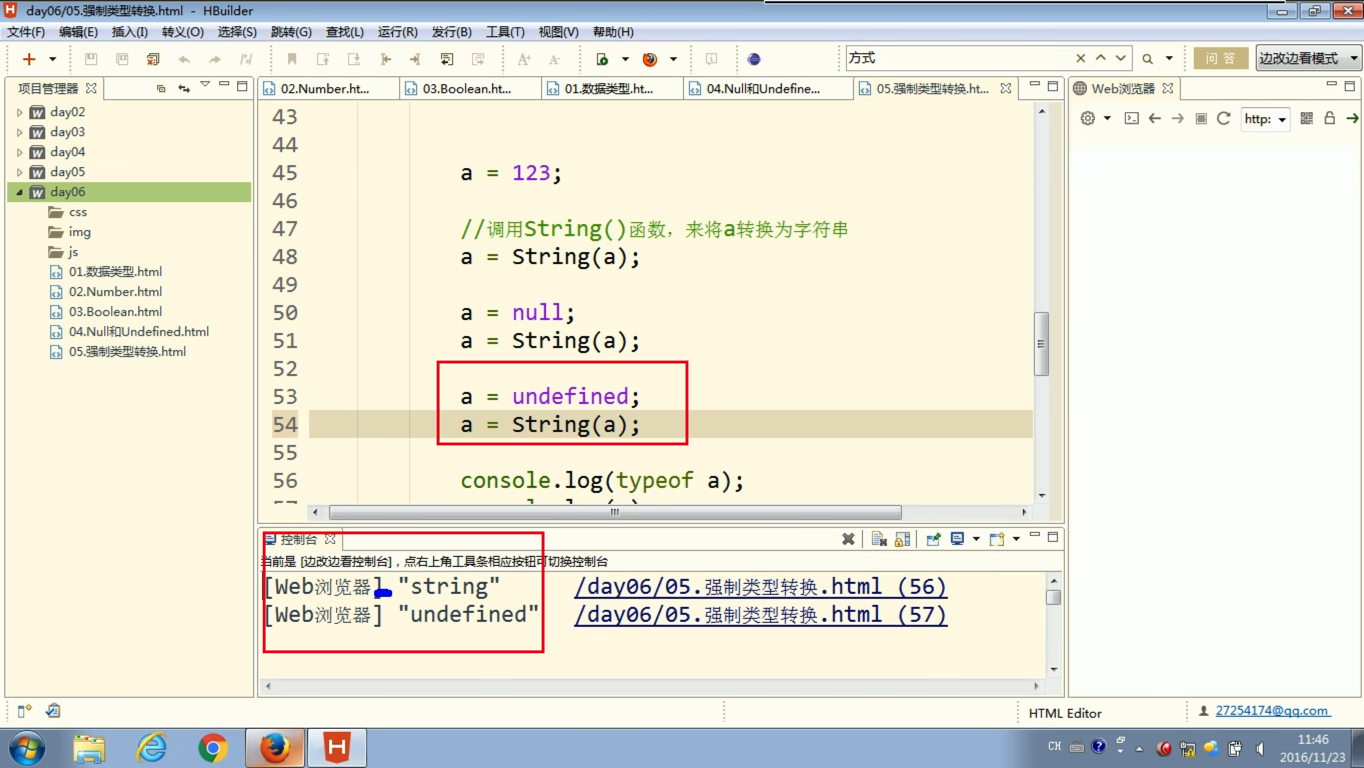 day06/05.强制类型转换.html - HBuilder
文件(F) 编辑(E) 插入(I) 转义(O) 选择(S) 跳转(G) 查找(L) 运行(R) 发行(B) 工具(T) 视图(V) 帮助(H)
方式
问答
边改边看模式
项目管理器
02.Number.ht...
03.Boolean.ht...
01.数据类型.ht...
04.Null和Undefine...
05.强制类型转换.ht...
Web浏览器
http:
day02
day03
day04
day05
day06
css
img
js
01.数据类型.html
02.Number.html
03.Boolean.html
04.Null和Undefined.html
05.强制类型转换.html
43
44
45 a = 123;
46
47 //调用String()函数，来将a转换为字符串
48 a = String(a);
49
50 a = null;
51 a = String(a);
52
53 a = undefined;
54 a = String(a);
55
56 console.log(typeof a);
控制台
当前是 [边改边看控制台]，点右上角工具条相应按钮可切换控制台
[Web浏览器] "string" /day06/05.强制类型转换.html (56)
[Web浏览器] "undefined" /day06/05.强制类型转换.html (57)
HTML Editor
27254174@qq.com
CH
11:46
2016/11/23